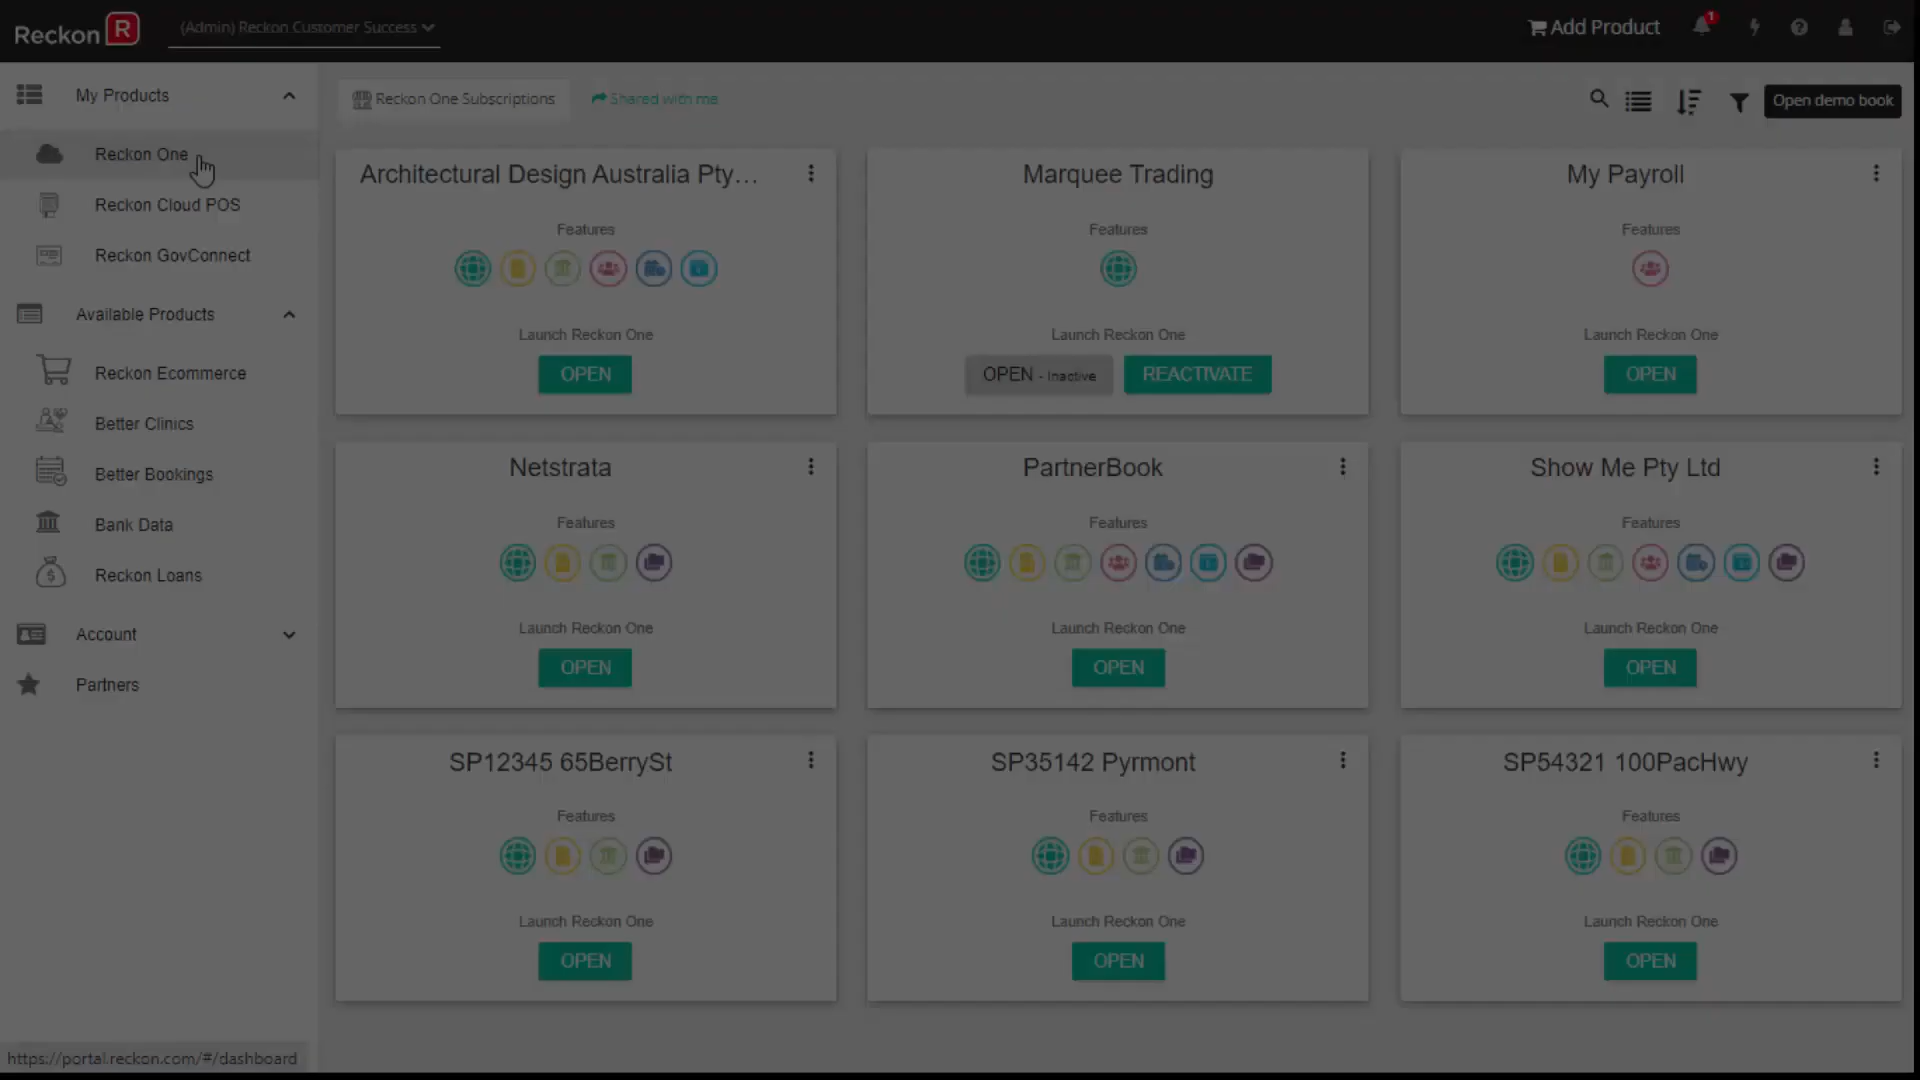 Reckon R
(Admin) Reckon Customer Success
Add Product
1
My Products
Reckon One
Reckon Cloud POS
Reckon GovConnect
Available Products
Reckon Ecommerce
Better Clinics
Better Bookings
Bank Data
Reckon Loans
Account
Partners
Reckon One Subscriptions
Shared with me
Open demo book
Architectural Design Australia Pty...
Features
Launch Reckon One
OPEN
Marquee Trading
Features
Launch Reckon One
OPEN - Inactive
REACTIVATE
My Payroll
Features
Launch Reckon One
OPEN
Netstrata
Features
Launch Reckon One
OPEN
PartnerBook
Features
Launch Reckon One
OPEN
Show Me Pty Ltd
Features
Launch Reckon One
OPEN
SP12345 65BerrySt
Features
Launch Reckon One
OPEN
SP35142 Pyrmont
Features
Launch Reckon One
OPEN
SP54321 100PacHwy
Features
Launch Reckon One
OPEN
https://portal.reckon.com/#/dashboard